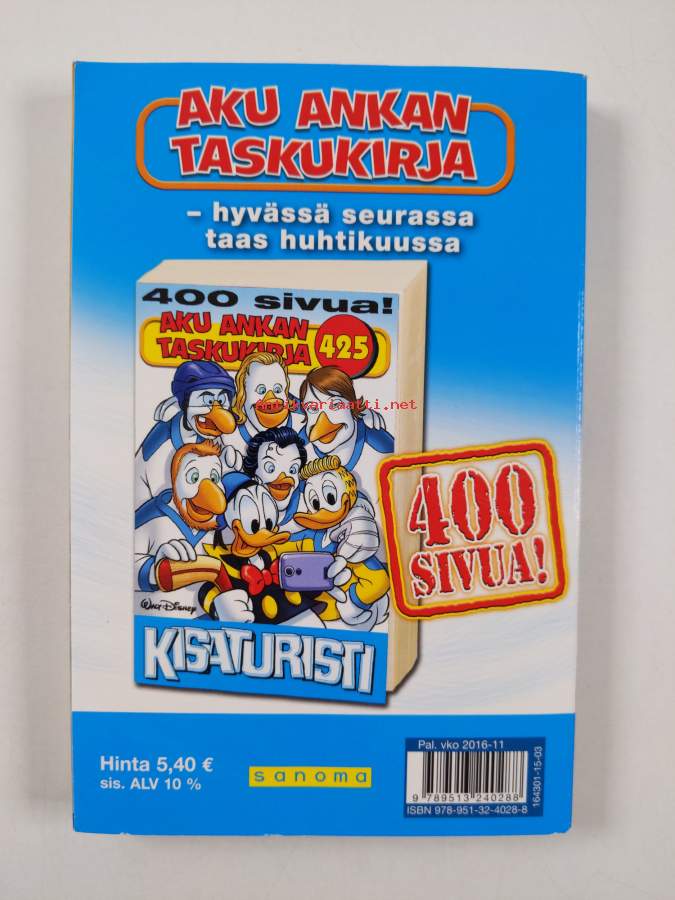 AKU ANKAN
TASKUKIRJA
– hyvässä seurassa
taas huhtikuussa
400 sivua!
AKU ANKAN
TASKUKIRJA 425
antikvariaatti.net
400
SIVUA!
WALT DISNEY
KISATURISTI
Hinta 5,40 €
sis. ALV 10 %
sanoma
Pal. vko 2016-11
9 789513 240288
ISBN 978-951-32-4028-8
164301-15-03